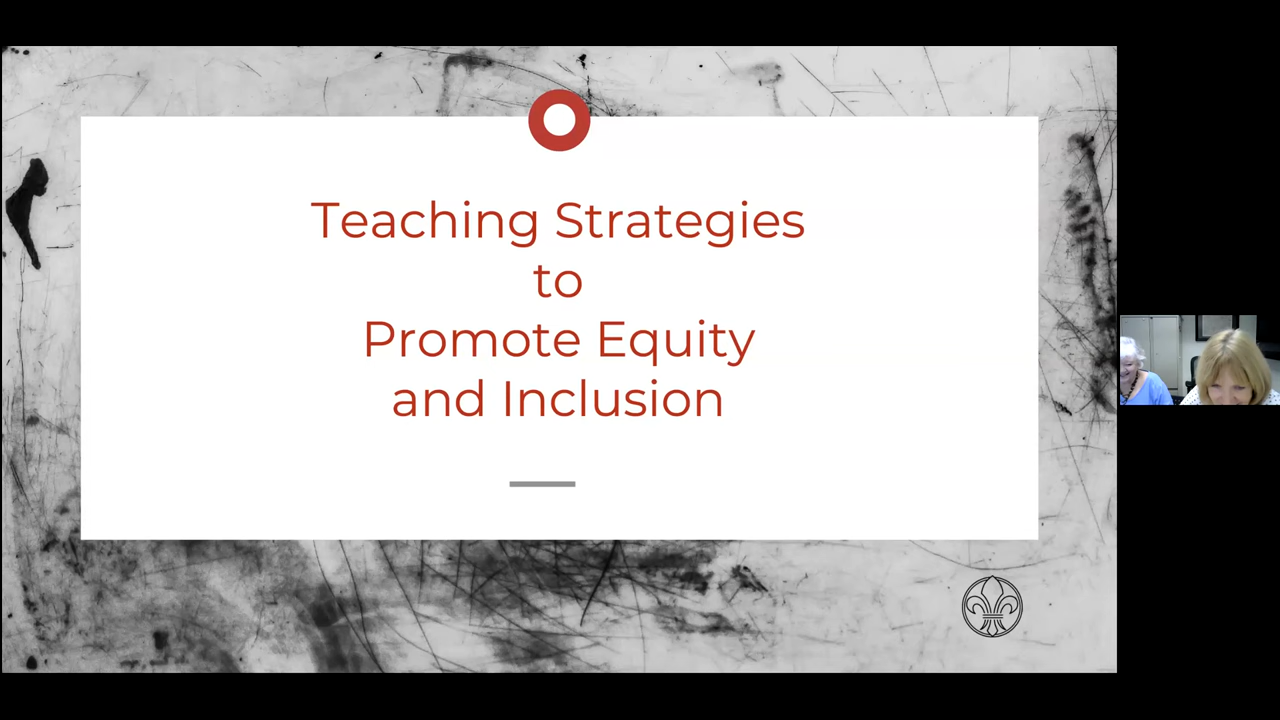 Teaching Strategies
to
Promote Equity
and Inclusion